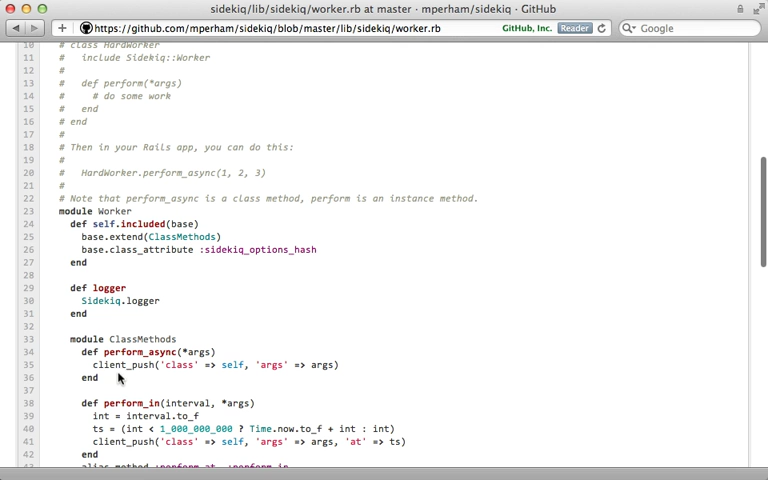 sidekiq/lib/sidekiq/worker.rb at master · mperham/sidekiq · GitHub
https://github.com/mperham/sidekiq/blob/master/lib/sidekiq/worker.rb GitHub, Inc. Reader Google
10 # class HardWorker
11 #   include Sidekiq::Worker
12 #
13 #   def perform(*args)
14 #     # do some work
15 #   end
16 # end
17 #
18 # Then in your Rails app, you can do this:
19 #
20 #   HardWorker.perform_async(1, 2, 3)
21 #
22 # Note that perform_async is a class method, perform is an instance method.
23 module Worker
24   def self.included(base)
25     base.extend(ClassMethods)
26     base.class_attribute :sidekiq_options_hash
27   end
28
29   def logger
30     Sidekiq.logger
31   end
32
33   module ClassMethods
34     def perform_async(*args)
35       client_push('class' => self, 'args' => args)
36     end
37
38     def perform_in(interval, *args)
39       int = interval.to_f
40       ts = (int < 1_000_000_000 ? Time.now.to_f + int : int)
41       client_push('class' => self, 'args' => args, 'at' => ts)
42     end
43     alias_method :perform_at, :perform_in